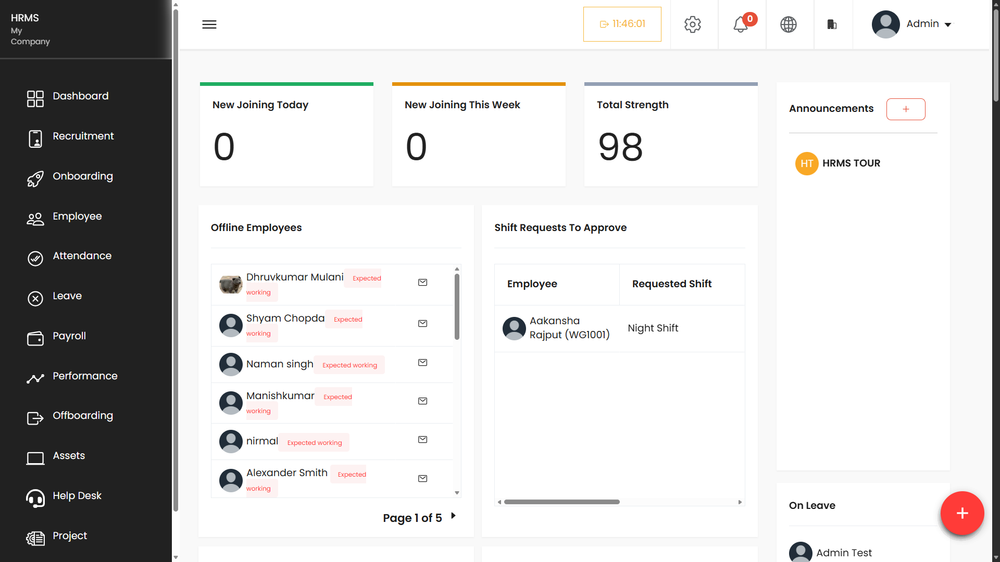 HRMS
My
Company
Dashboard
Recruitment
Onboarding
Employee
Attendance
Leave
Payroll
Performance
Offboarding
Assets
Help Desk
Project
11:46:01
0
Admin
New Joining Today
0
New Joining This Week
0
Total Strength
98
Announcements
+
HT HRMS TOUR
Offline Employees
Dhruvkumar Mulani Expected
working
Shyam Chopda Expected
working
Naman singh Expected working
Manishkumar Expected
working
nirmal Expected working
Alexander Smith Expected
working
Page 1 of 5
Shift Requests To Approve
Employee Requested Shift
Aakansha
Rajput (WG1001)
Night Shift
On Leave
Admin Test
+